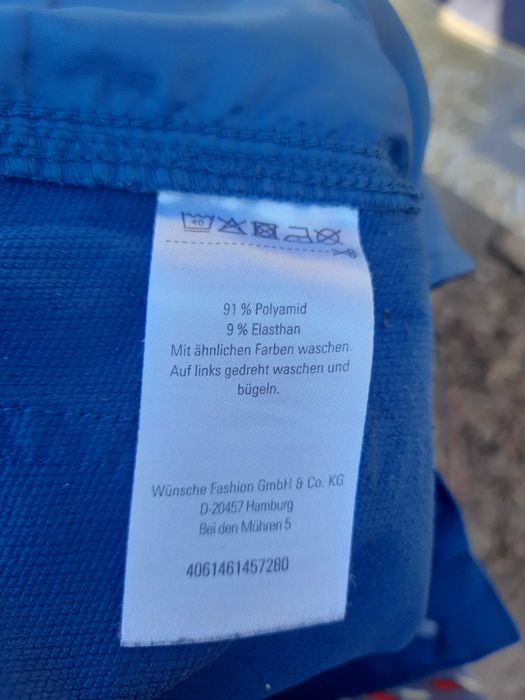 40
91 % Polyamid
9 % Elasthan
Mit ähnlichen Farben waschen.
Auf links gedreht waschen und
bügeln.
Wünsche Fashion GmbH & Co. KG
D-20457 Hamburg
Bei den Mühren 5
4061461457280